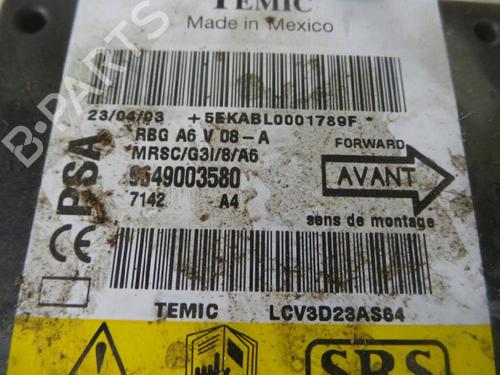 TEMIC
Made in Mexico
23/04/03 +5EKABL0001789F*
RBG A6 V 08-A
MRSC/G3I/8/A6
9649003580
7142 A4
PSA
CE
FORWARD
AVANT
sens de montage
TEMIC LCV3D23AS64
SRS